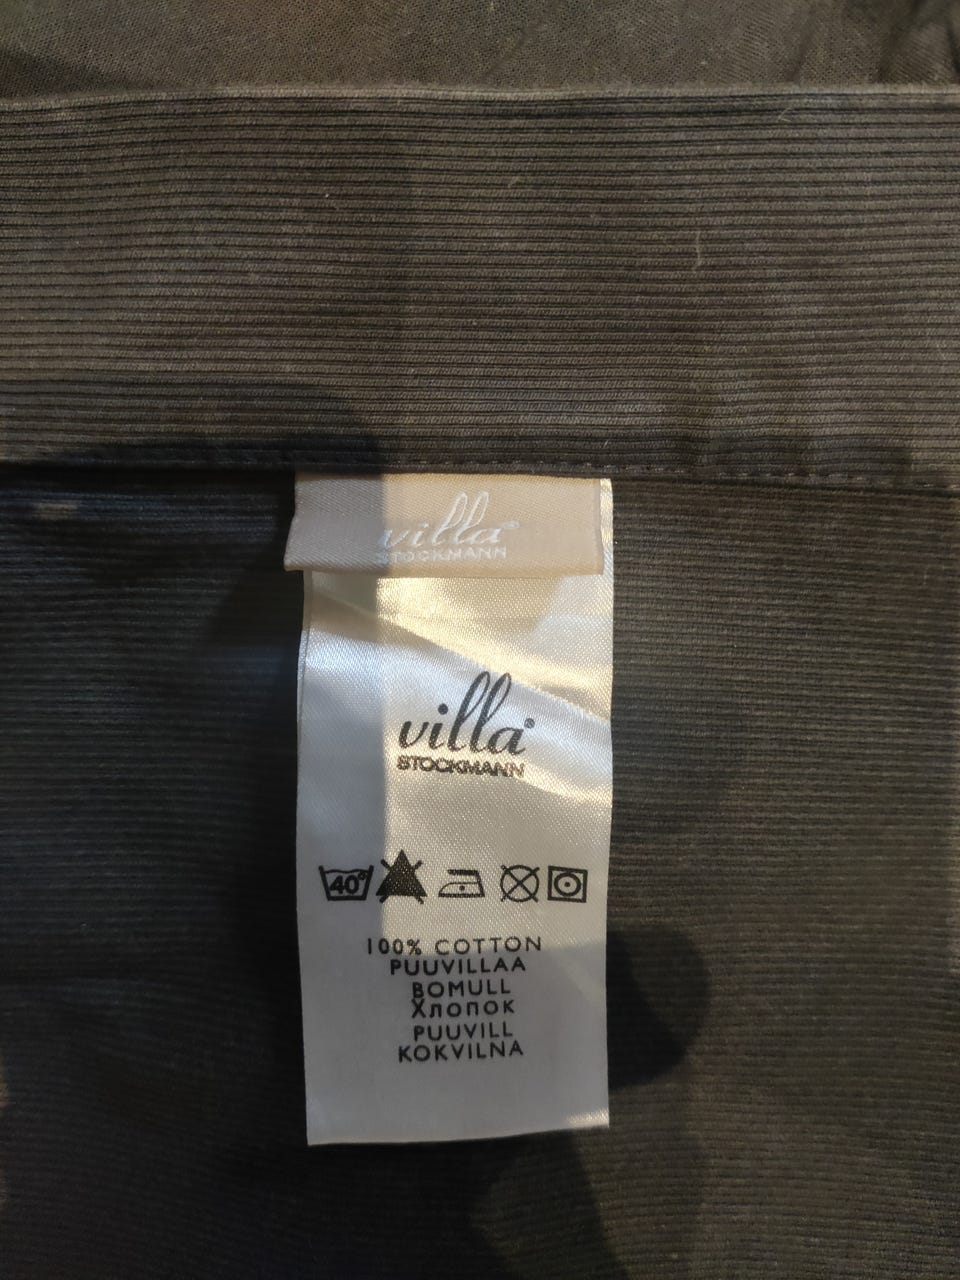 villa®
STOCKMANN
villa®
STOCKMANN
40°
100% COTTON
PUUVILLAA
BOMULL
Хлопок
PUUVILL
KOKVILNA